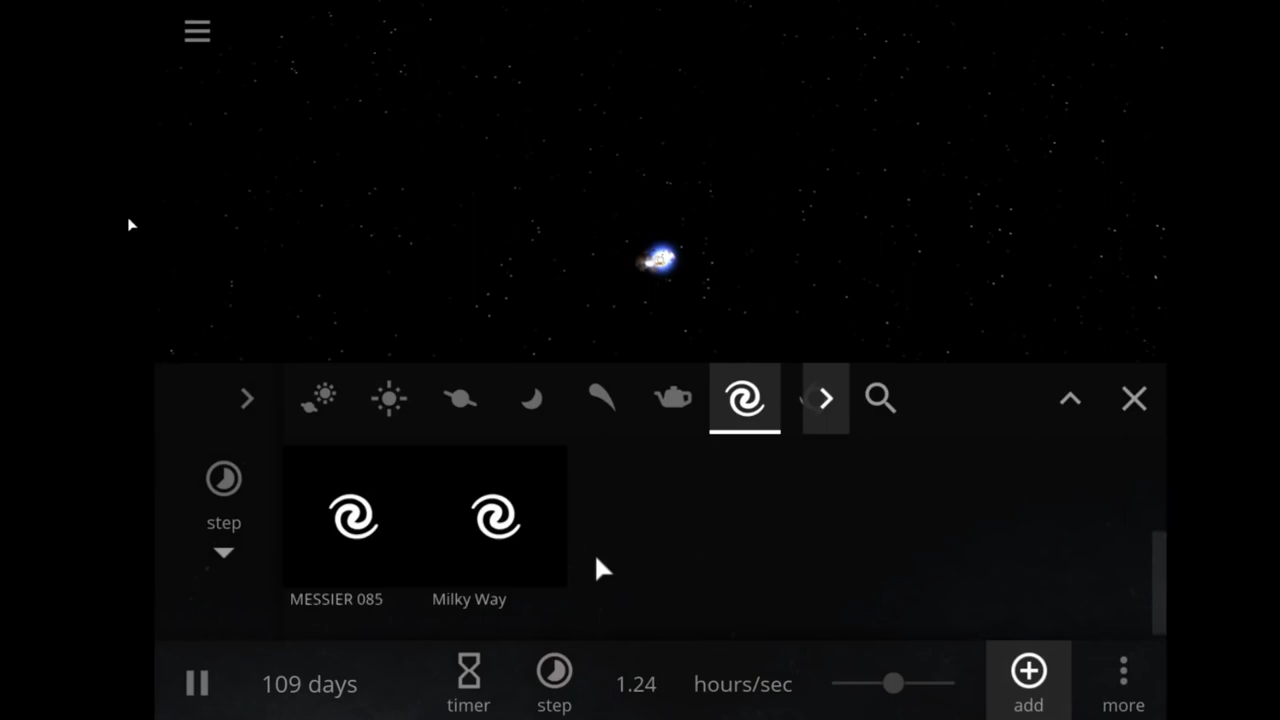 step
MESSIER 085
Milky Way
109 days
timer
step
1.24
hours/sec
add
more